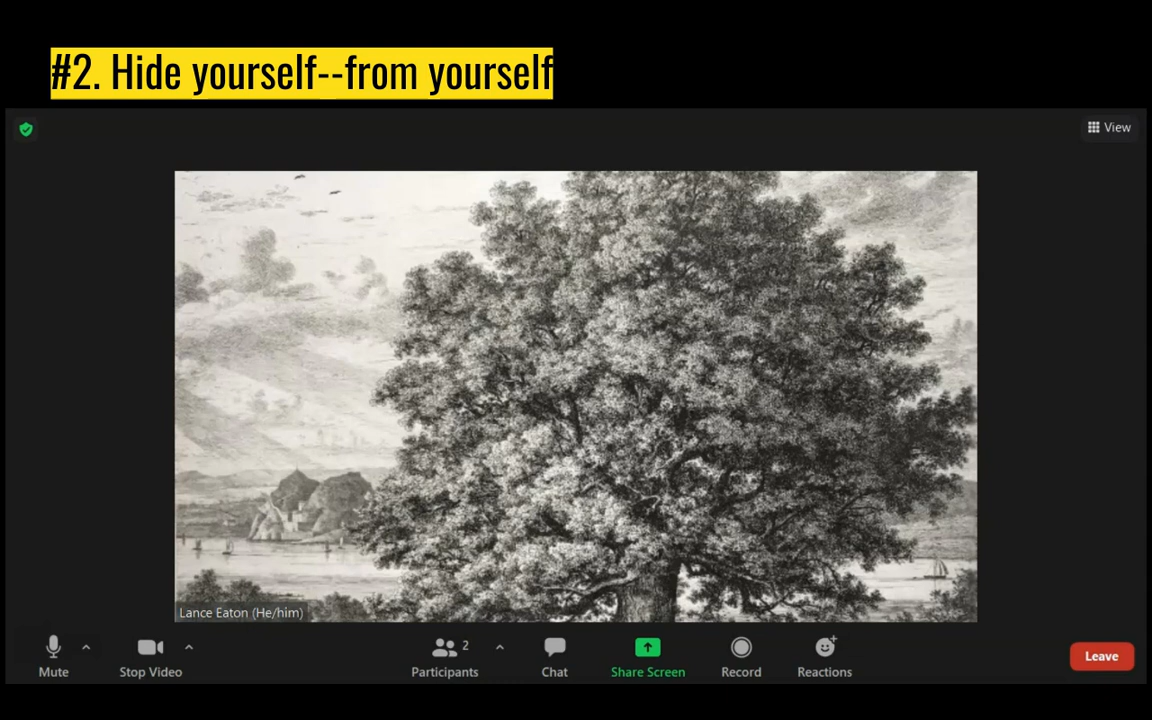 #2. Hide yourself--from yourself
View
Lance Eaton (He/him)
Mute
Stop Video
2
Participants
Chat
Share Screen
Record
Reactions
Leave